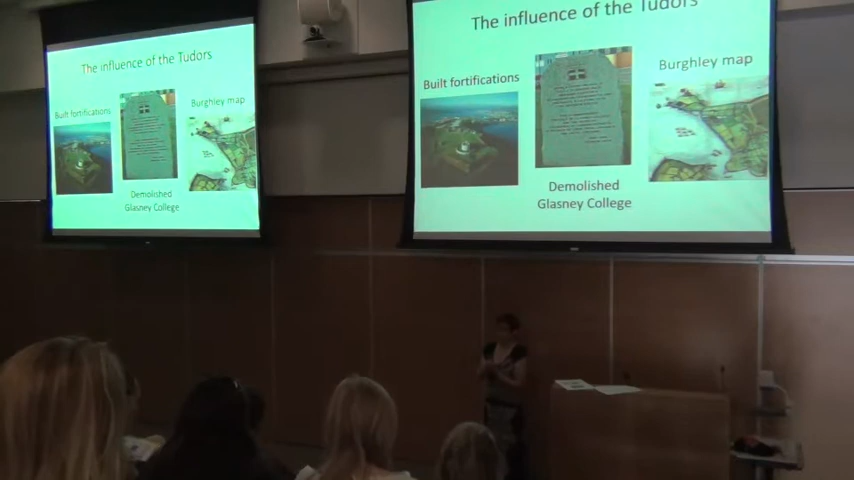 The influence of the Tudors
Built fortifications
Burghley map
Demolished
Glasney College
The influence of the Tudors
Built fortifications
Burghley map
Demolished
Glasney College